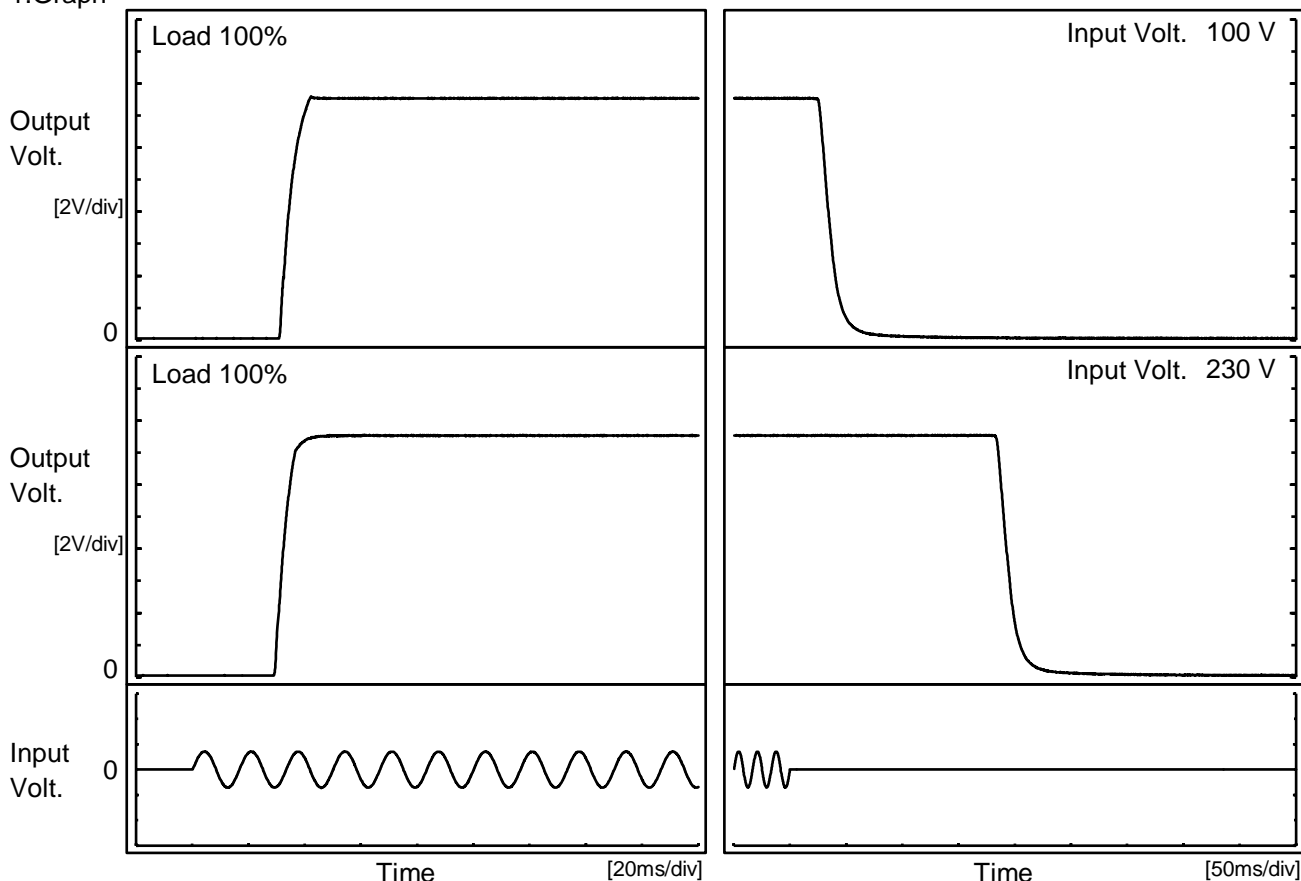 Load 100%
Input Volt. 100 V
Output
Volt.
[2V/div]
0
Load 100%
Input Volt. 230 V
Output
Volt.
[2V/div]
0
Input
Volt.
0
Time
[20ms/div]
Time
[50ms/div]